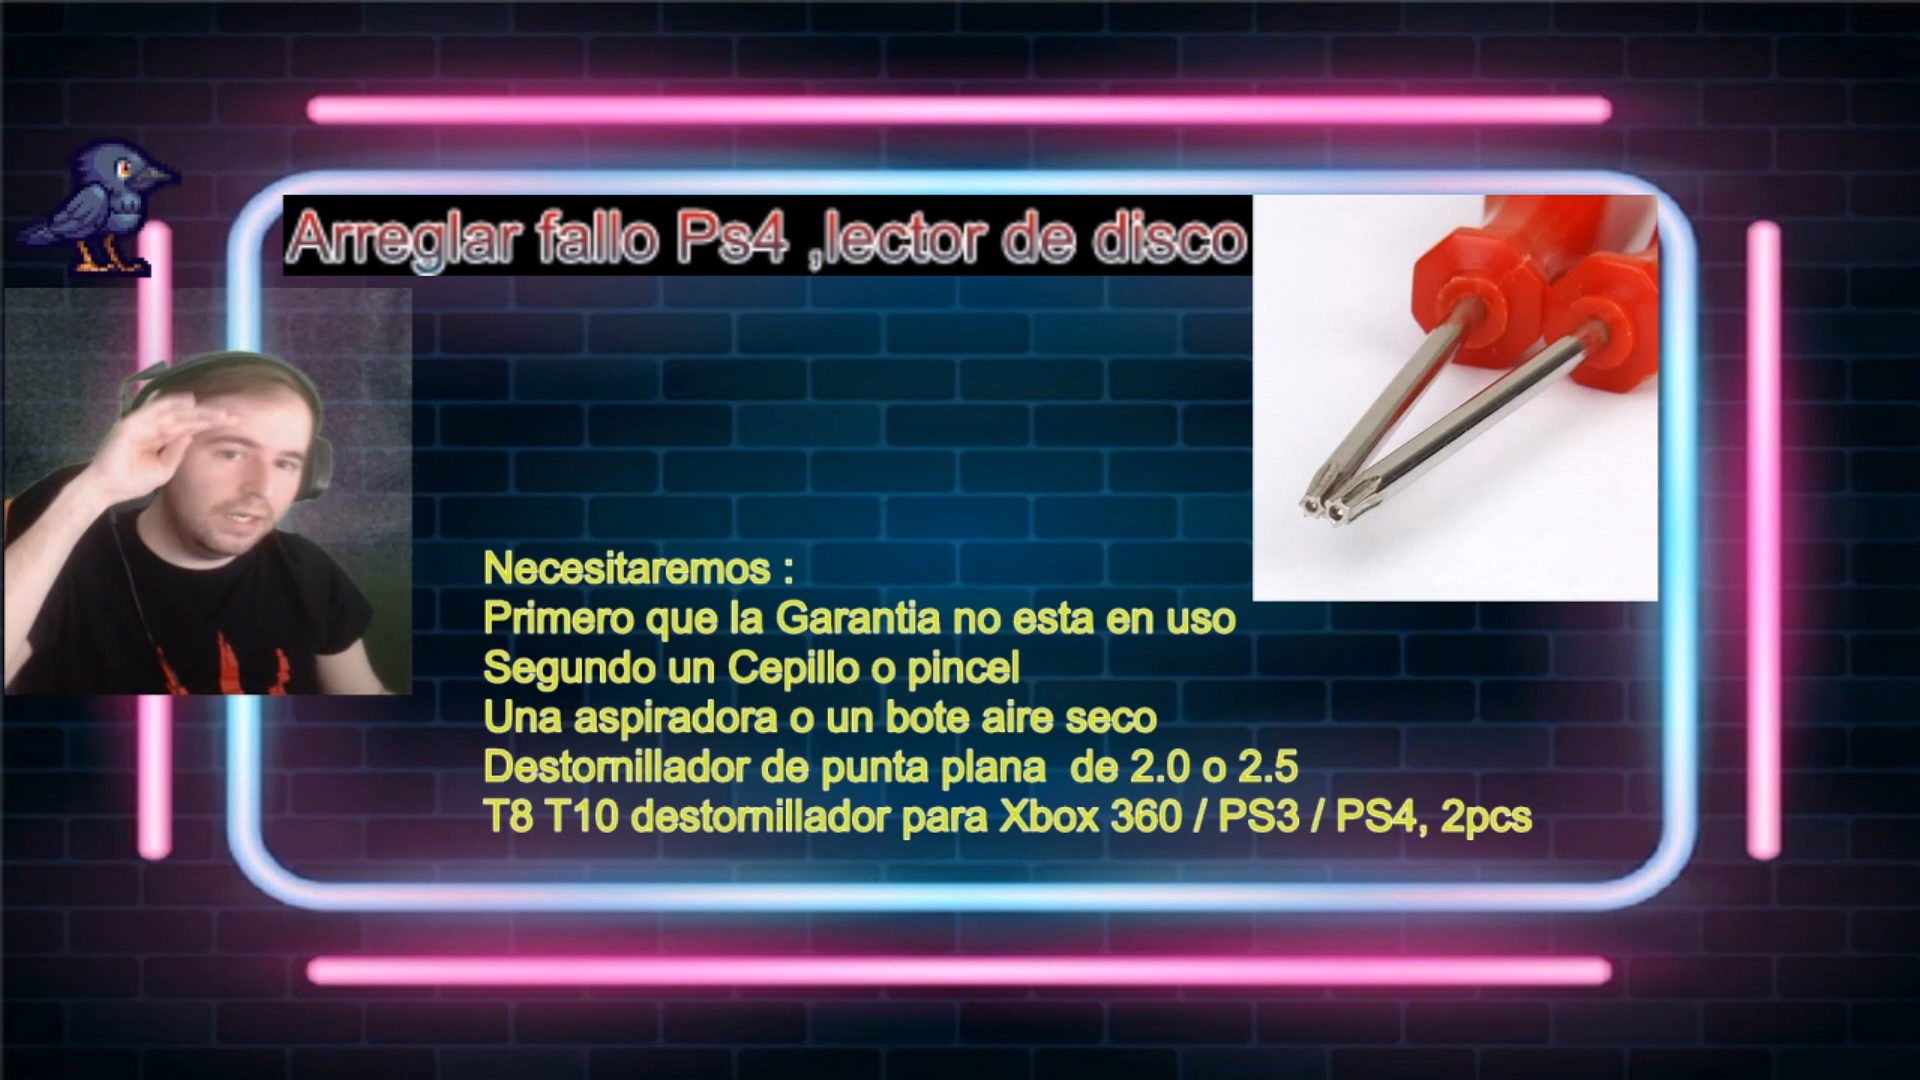 Arreglar fallo Ps4 ,lector de disco
Necesitaremos :
Primero que la Garantia no esta en uso
Segundo un Cepillo o pincel
Una aspiradora o un bote aire seco
Destornillador de punta plana  de 2.0 o 2.5
T8 T10 destornillador para Xbox 360 / PS3 / PS4, 2pcs